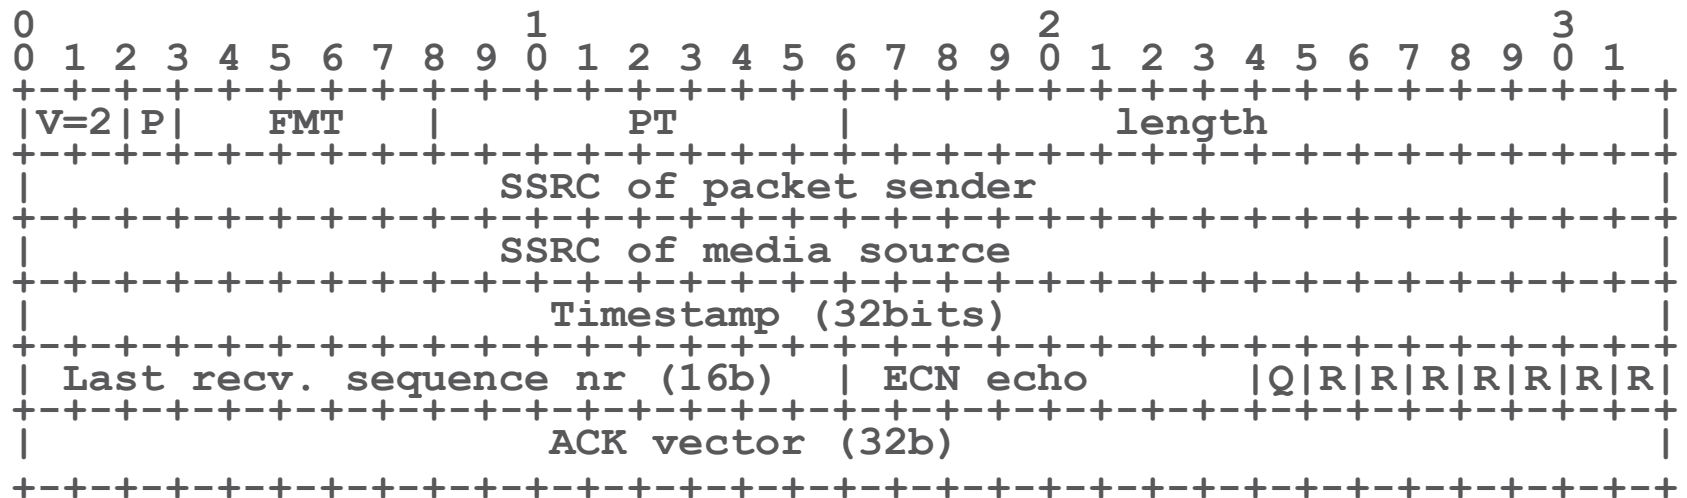 0                   1                   2                   3
0 1 2 3 4 5 6 7 8 9 0 1 2 3 4 5 6 7 8 9 0 1 2 3 4 5 6 7 8 9 0 1
+-+-+-+-+-+-+-+-+-+-+-+-+-+-+-+-+-+-+-+-+-+-+-+-+-+-+-+-+-+-+-+-+
|V=2|P|   FMT   |       PT      |          length               |
+-+-+-+-+-+-+-+-+-+-+-+-+-+-+-+-+-+-+-+-+-+-+-+-+-+-+-+-+-+-+-+-+
|                  SSRC of packet sender                        |
+-+-+-+-+-+-+-+-+-+-+-+-+-+-+-+-+-+-+-+-+-+-+-+-+-+-+-+-+-+-+-+-+
|                  SSRC of media source                         |
+-+-+-+-+-+-+-+-+-+-+-+-+-+-+-+-+-+-+-+-+-+-+-+-+-+-+-+-+-+-+-+-+
|                    Timestamp (32bits)                         |
+-+-+-+-+-+-+-+-+-+-+-+-+-+-+-+-+-+-+-+-+-+-+-+-+-+-+-+-+-+-+-+-+
| Last recv. sequence nr (16b)  | ECN echo      |Q|R|R|R|R|R|R|R|
+-+-+-+-+-+-+-+-+-+-+-+-+-+-+-+-+-+-+-+-+-+-+-+-+-+-+-+-+-+-+-+-+
|                    ACK vector (32b)                           |
+-+-+-+-+-+-+-+-+-+-+-+-+-+-+-+-+-+-+-+-+-+-+-+-+-+-+-+-+-+-+-+-+